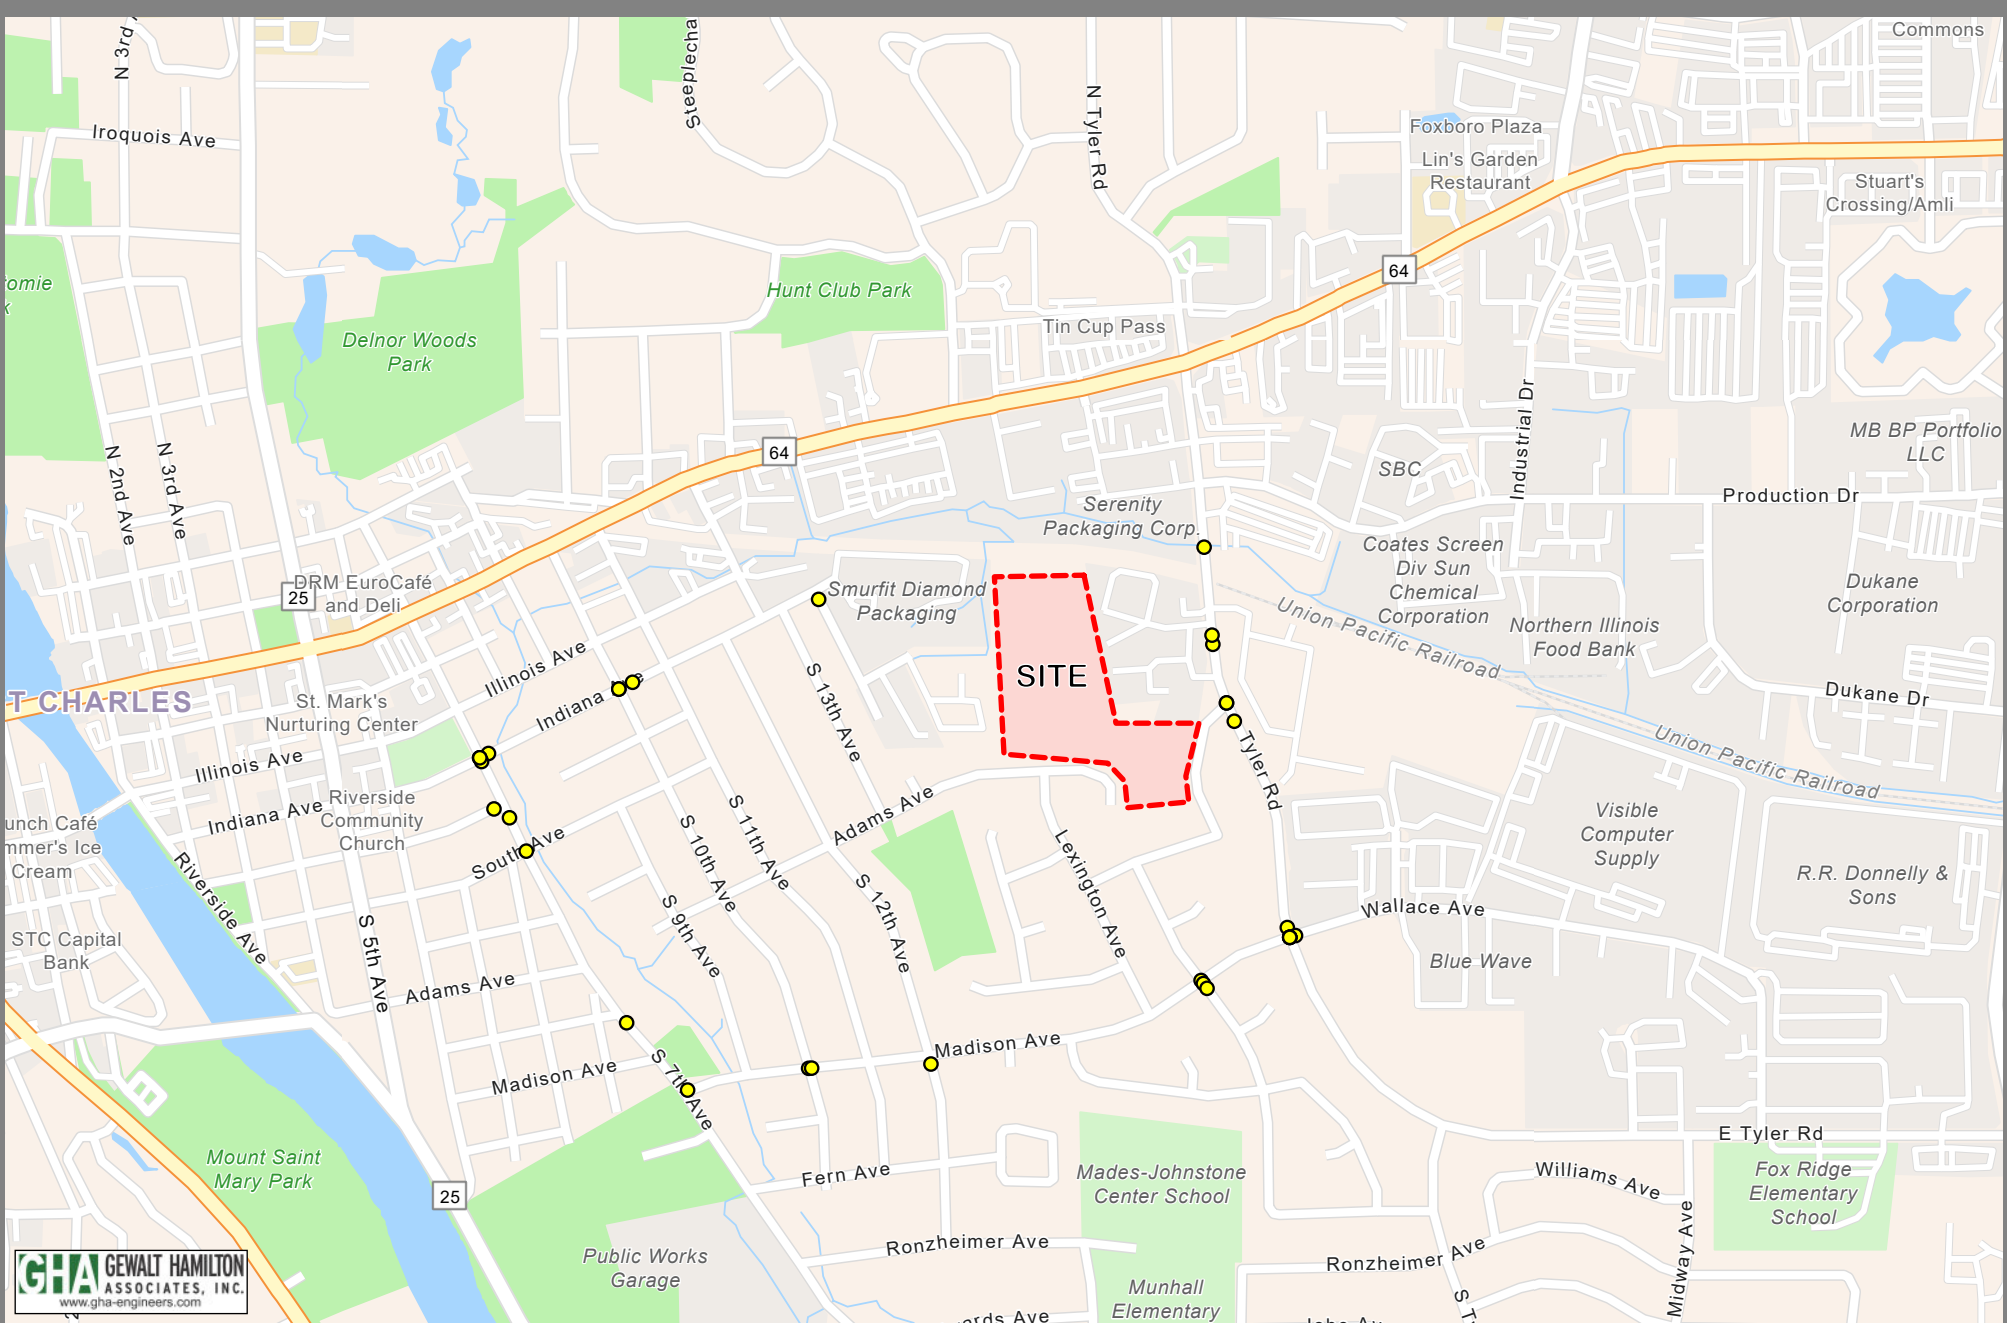 Commons
N 3rd
Steeplecha
N Tyler Rd
Iroquois Ave
Foxboro Plaza
Lin's Garden
Restaurant
Stuart's
Crossing/Amli
64
omie
k
Hunt Club Park
Tin Cup Pass
Delnor Woods
Park
Industrial Dr
MB BP Portfolio
LLC
64
N 2nd Ave
N 3rd Ave
SBC
Production Dr
Serenity
Packaging Corp.
Coates Screen
Div Sun
Chemical
Corporation
DRM EuroCafé
and Deli
25
Smurfit Diamond
Packaging
Dukane
Corporation
Union Pacific Railroad
Northern Illinois
Food Bank
SITE
Illinois Ave
Indiana Ave
S 13th Ave
T CHARLES
St. Mark's
Nurturing Center
Dukane Dr
Tyler Rd
Union Pacific Railroad
Illinois Ave
Indiana Ave
Riverside
Community
Church
Adams Ave
S 11th Ave
S 10th Ave
South Ave
Visible
Computer
Supply
unch Café
mmer's Ice
Cream
Lexington Ave
R.R. Donnelly &
Sons
Riverside Ave
S 12th Ave
S 9th Ave
Wallace Ave
S 5th Ave
STC Capital
Bank
Blue Wave
Adams Ave
Madison Ave
Madison Ave
S 7th Ave
E Tyler Rd
Mount Saint
Mary Park
Fern Ave
Mades-Johnstone
Center School
Williams Ave
Fox Ridge
Elementary
School
25
Midway Ave
Ronzheimer Ave
Ronzheimer Ave
Public Works
Garage
Munhall
Elementary
S T
ards Ave
GHA GEWALT HAMILTON
ASSOCIATES, INC.
www.gha-engineers.com